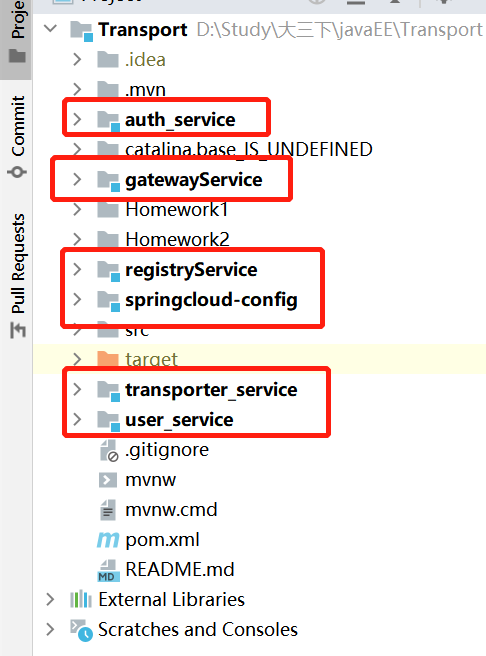 Transport D:\Study\大三下\javaEE\Transport
.idea
.mvn
auth_service
catalina.base_IS_UNDEFINED
gatewayService
Homework1
Homework2
registryService
springcloud-config
src
target
transporter_service
user_service
.gitignore
mvnw
mvnw.cmd
pom.xml
README.md
External Libraries
Scratches and Consoles
Commit
Pull Requests